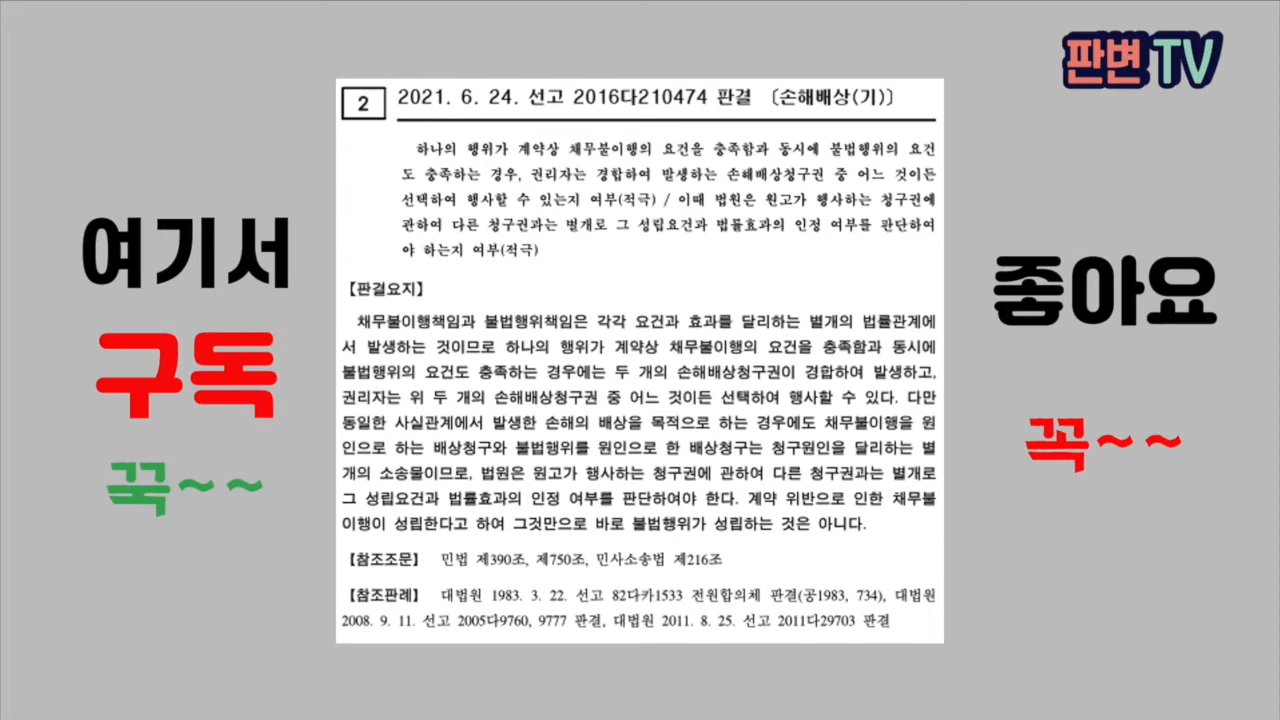 판변 TV
2 2021. 6. 24. 선고 2016다210474 판결 〔손해배상(기)〕
하나의 행위가 계약상 채무불이행의 요건을 충족함과 동시에 불법행위의 요건
도 충족하는 경우, 권리자는 경합하여 발생하는 손해배상청구권 중 어느 것이든
선택하여 행사할 수 있는지 여부(적극) / 이때 법원은 원고가 행사하는 청구권에
관하여 다른 청구권과는 별개로 그 성립요건과 법률효과의 인정 여부를 판단하여
야 하는지 여부(적극)
【판결요지】
채무불이행책임과 불법행위책임은 각각 요건과 효과를 달리하는 별개의 법률관계에
서 발생하는 것이므로 하나의 행위가 계약상 채무불이행의 요건을 충족함과 동시에
불법행위의 요건도 충족하는 경우에는 두 개의 손해배상청구권이 경합하여 발생하고,
권리자는 위 두 개의 손해배상청구권 중 어느 것이든 선택하여 행사할 수 있다. 다만
동일한 사실관계에서 발생한 손해의 배상을 목적으로 하는 경우에도 채무불이행을 원
인으로 하는 배상청구와 불법행위를 원인으로 한 배상청구는 청구원인을 달리하는 별
개의 소송물이므로, 법원은 원고가 행사하는 청구권에 관하여 다른 청구권과는 별개로
그 성립요건과 법률효과의 인정 여부를 판단하여야 한다. 계약 위반으로 인한 채무불
이행이 성립한다고 하여 그것만으로 바로 불법행위가 성립하는 것은 아니다.
【참조조문】 민법 제390조, 제750조, 민사소송법 제216조
【참조판례】 대법원 1983. 3. 22. 선고 82다카1533 전원합의체 판결(공1983, 734), 대법원
2008. 9. 11. 선고 2005다9760, 9777 판결, 대법원 2011. 8. 25. 선고 2011다29703 판결
여기서
구독
꾹~~
좋아요
꼭~~